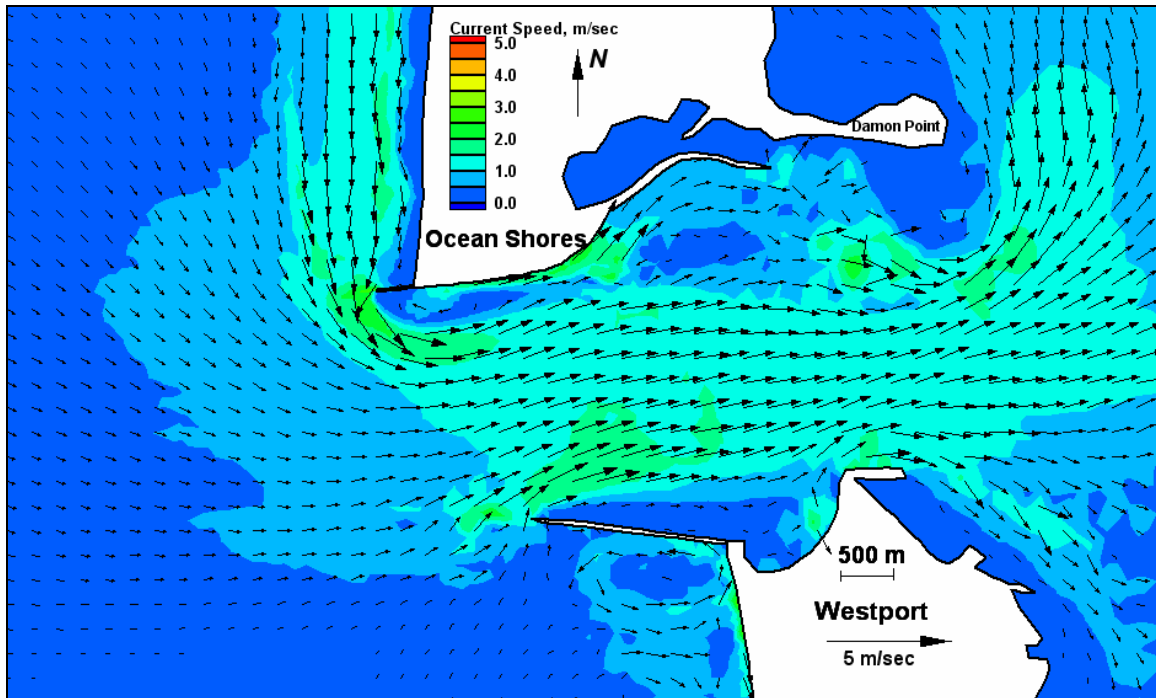 Current Speed, m/sec
5.0
4.0
3.0
2.0
1.0
0.0
N
Damon Point
Ocean Shores
500 m
Westport
5 m/sec